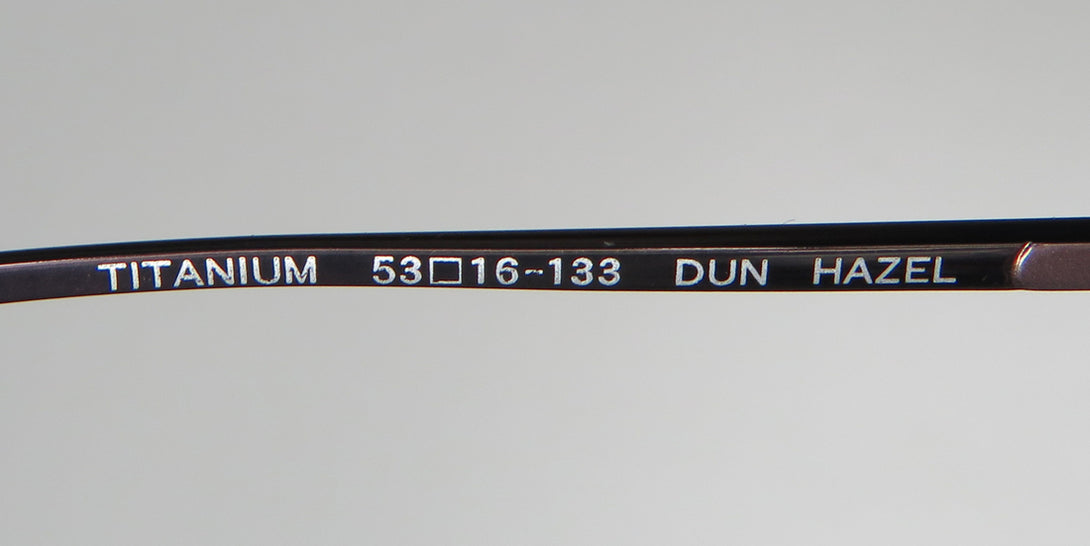 TITANIUM 53□16-133 DUN HAZEL